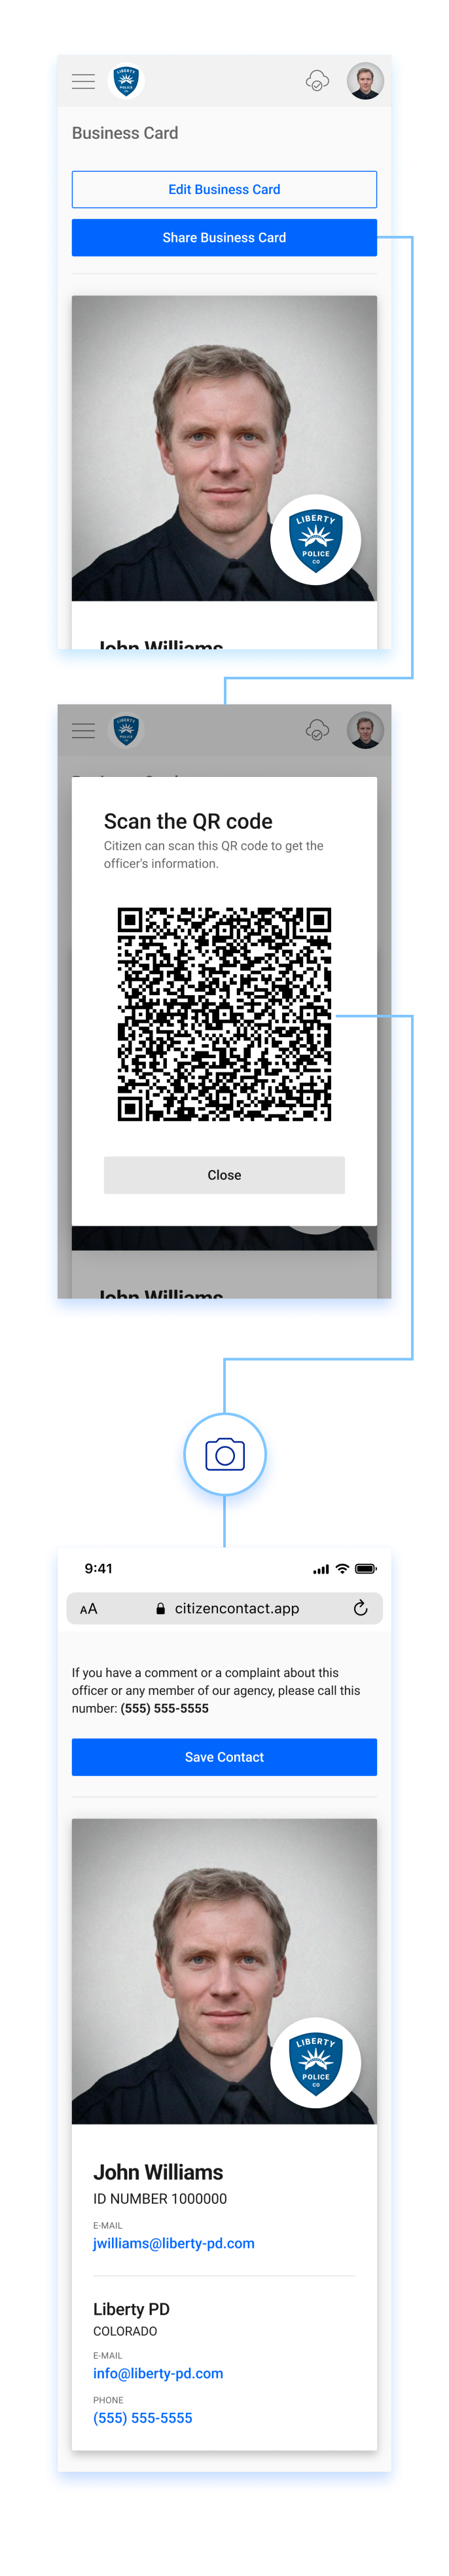 LIBERTY
POLICE
Business Card
Edit Business Card
Share Business Card
LIBERTY
POLICE
CO
John Williams
LIBERTY
POLICE
Scan the QR code
Citizen can scan this QR code to get the
officer's information.
Close
John Williams
9:41
AA
citizencontact.app
If you have a comment or a complaint about this
officer or any member of our agency, please call this
number: (555) 555-5555
Save Contact
LIBERTY
POLICE
CO
John Williams
ID NUMBER 1000000
E-MAIL
jwilliams@liberty-pd.com
Liberty PD
COLORADO
E-MAIL
info@liberty-pd.com
PHONE
(555) 555-5555